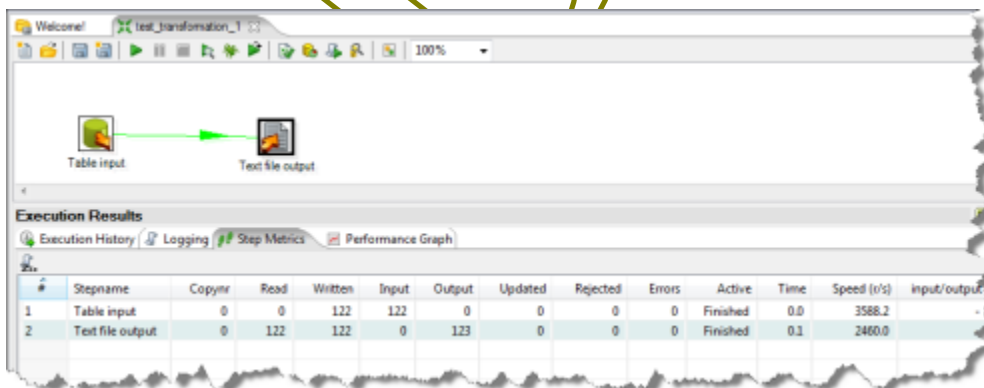 Welcome! test_transformation_1
100%
Table input
Text file output
Execution Results
Execution History Logging Step Metrics Performance Graph
# Stepname Copynr Read Written Input Output Updated Rejected Errors Active Time Speed (r/s) input/output
1 Table input 0 0 122 122 0 0 0 0 Finished 0.0 3588.2 -
2 Text file output 0 122 122 0 123 0 0 0 Finished 0.1 2460.0